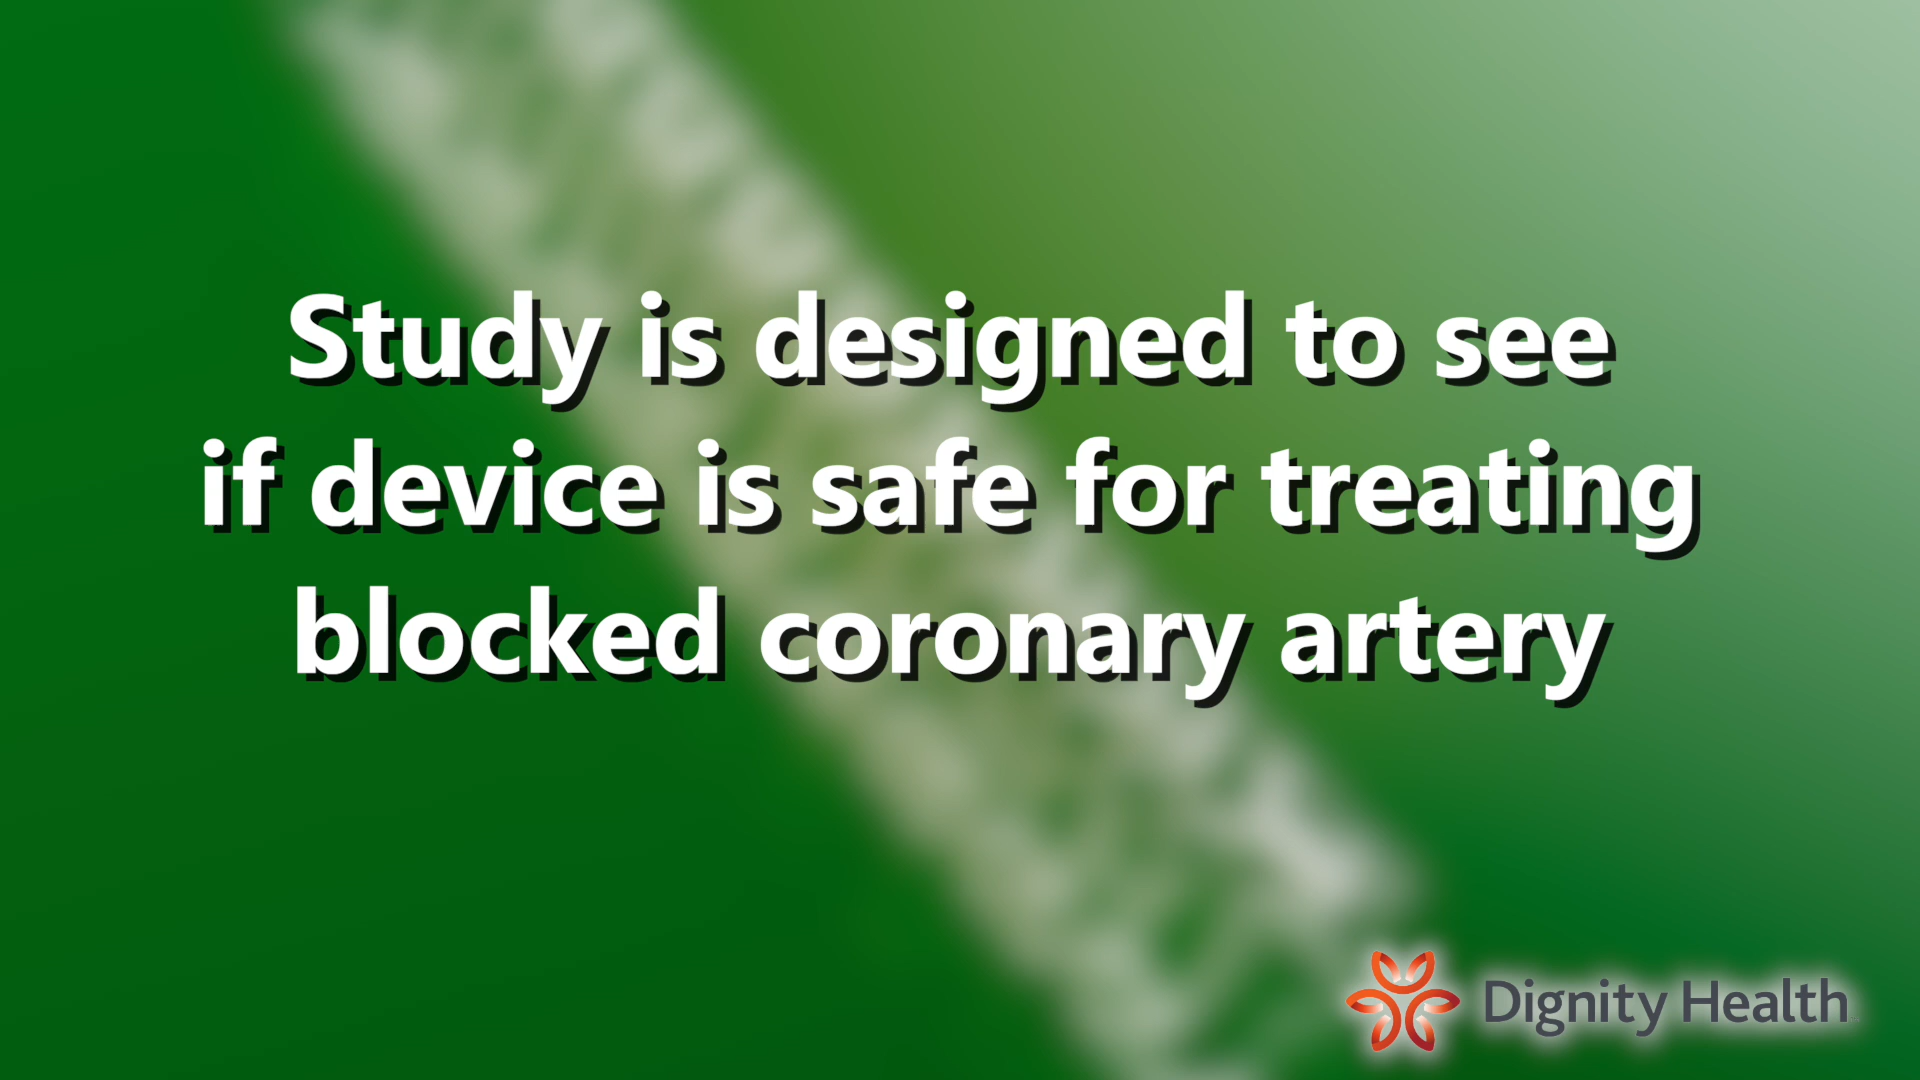 Study is designed to see
if device is safe for treating
blocked coronary artery
Dignity Health